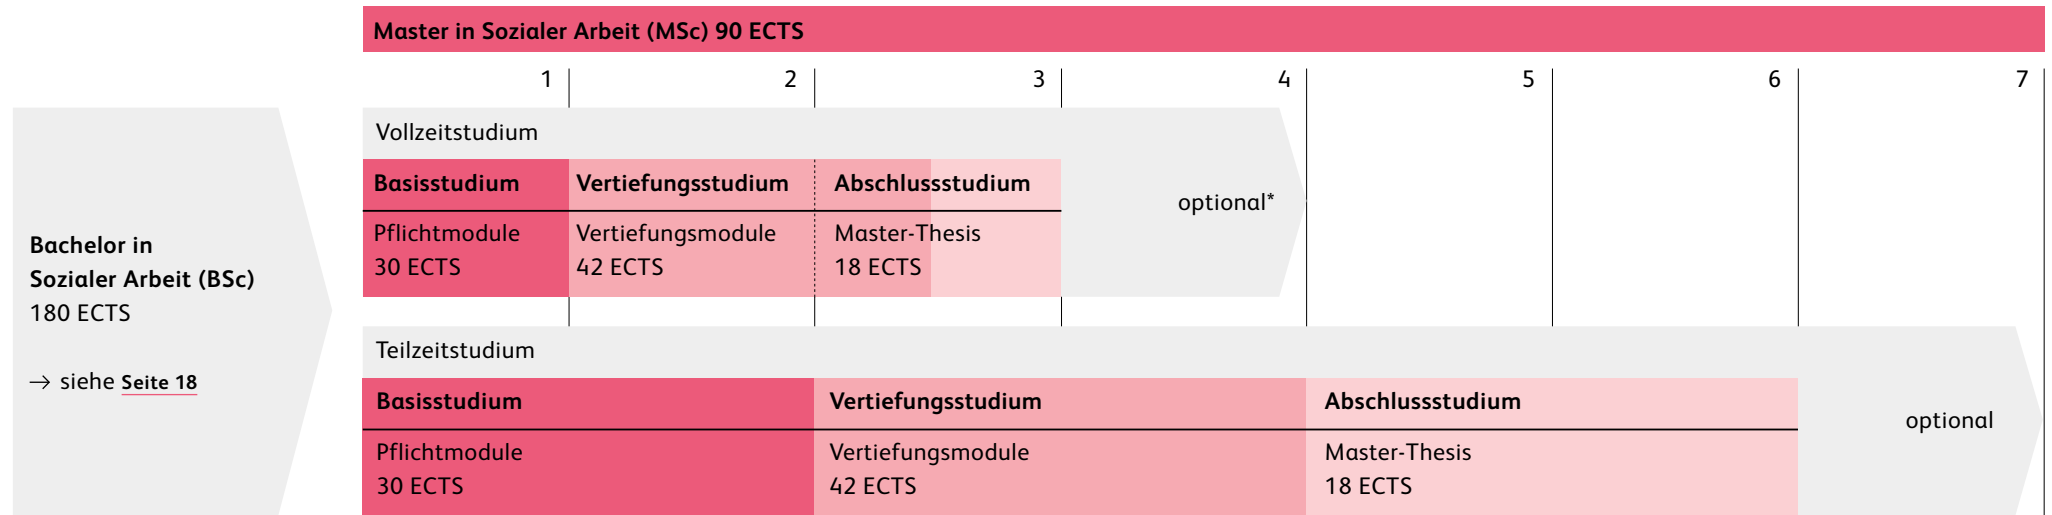 Master in Sozialer Arbeit (MSc) 90 ECTS
1 2 3 4 5 6 7
Bachelor in
Sozialer Arbeit (BSc)
180 ECTS
→ siehe Seite 18
Vollzeitstudium
Basisstudium Vertiefungsstudium Abschlussstudium
optional*
Pflichtmodule Vertiefungsmodule Master-Thesis
30 ECTS 42 ECTS 18 ECTS
Teilzeitstudium
Basisstudium Vertiefungsstudium Abschlussstudium
optional
Pflichtmodule Vertiefungsmodule Master-Thesis
30 ECTS 42 ECTS 18 ECTS